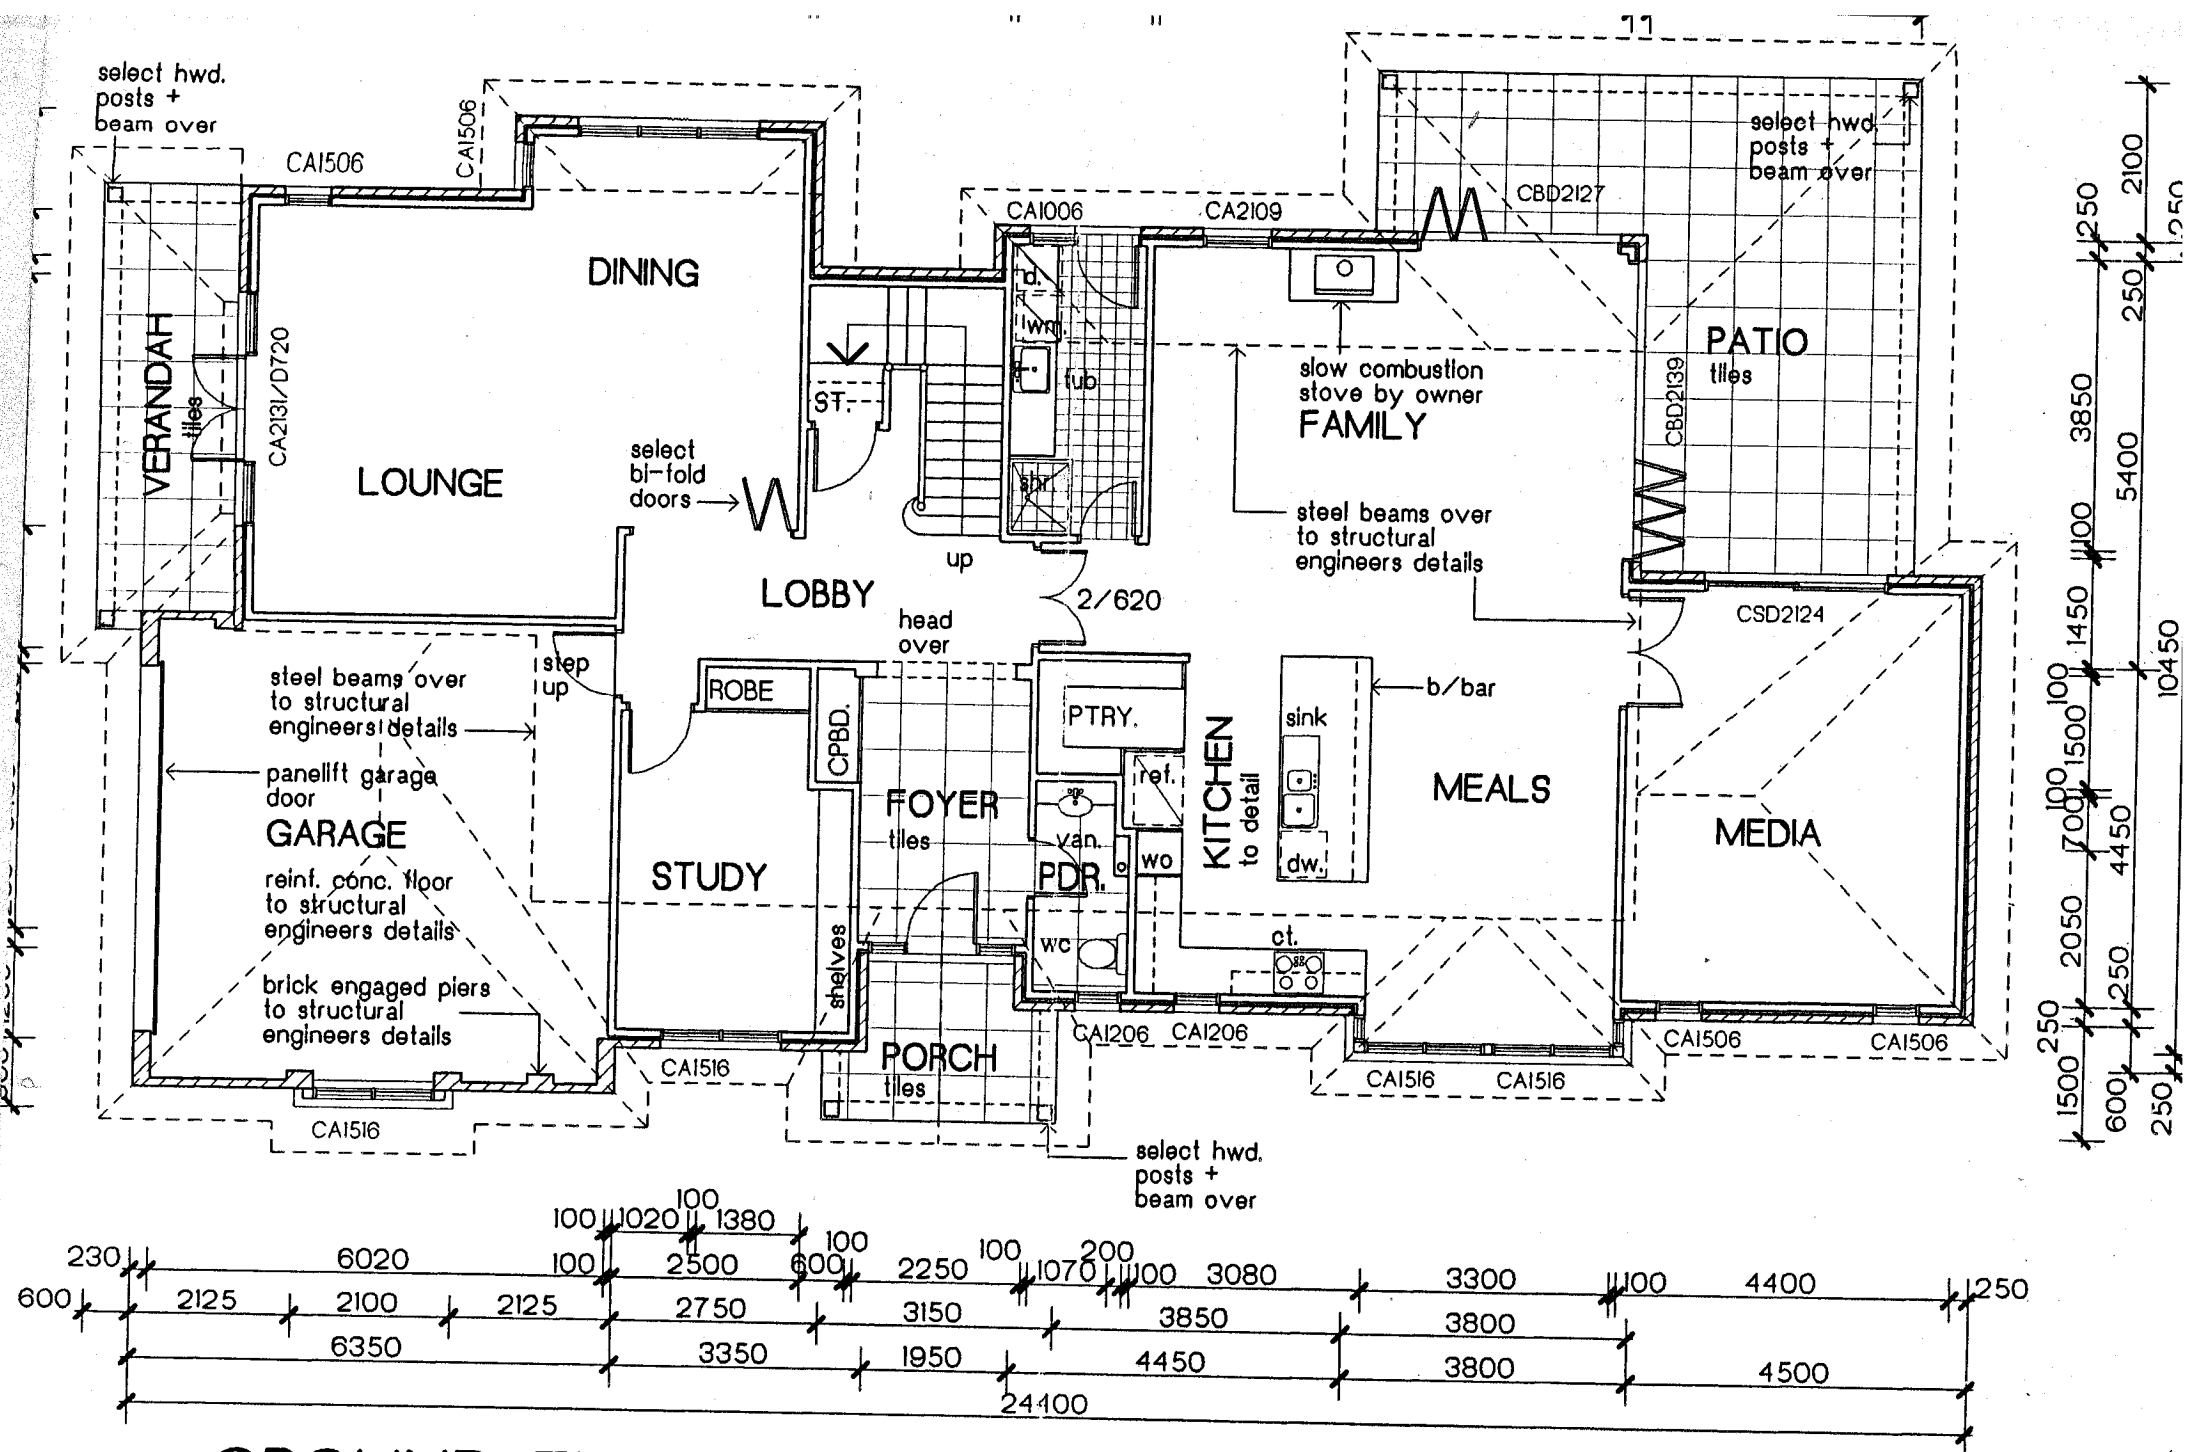 select hwd.
posts +
beam over
CA1506
CA1506
select hwd.
posts +
beam over
CBD2127
CA1006
CA2109
DINING
d.
wm.
tub
shr.
VERANDAH
tiles
CA2131/D720
PATIO
tiles
CBD2139
slow combustion
stove by owner
FAMILY
ST.
LOUNGE
select
bi-fold
doors
steel beams over
to structural
engineers details
up
LOBBY
2/620
head
over
CSD2124
step
up
steel beams over
to structural
engineers details
ROBE
CPBD.
PTRY.
b/bar
sink
panelift garage
door
GARAGE
ref.
KITCHEN
to detail
MEALS
FOYER
tiles
van.
PDR.
wo
dw.
MEDIA
STUDY
reinf. conc. floor
to structural
engineers details
shelves
wc
ct.
brick engaged piers
to structural
engineers details
PORCH
tiles
CA1516
CA1206
CA1206
CA1516
CA1516
CA1506
CA1506
CA1516
select hwd.
posts +
beam over
250
3850
100
1450
100
1500
100
700
2050
250
1500
2100
250
5400
4450
250
600
250
10450
250
100
1020
100
1380
230
6020
100
2500
600
100
2250
100
1070
200
100
3080
3300
100
4400
250
600
2125
2100
2125
2750
3150
3850
3800
6350
3350
1950
4450
3800
4500
24400